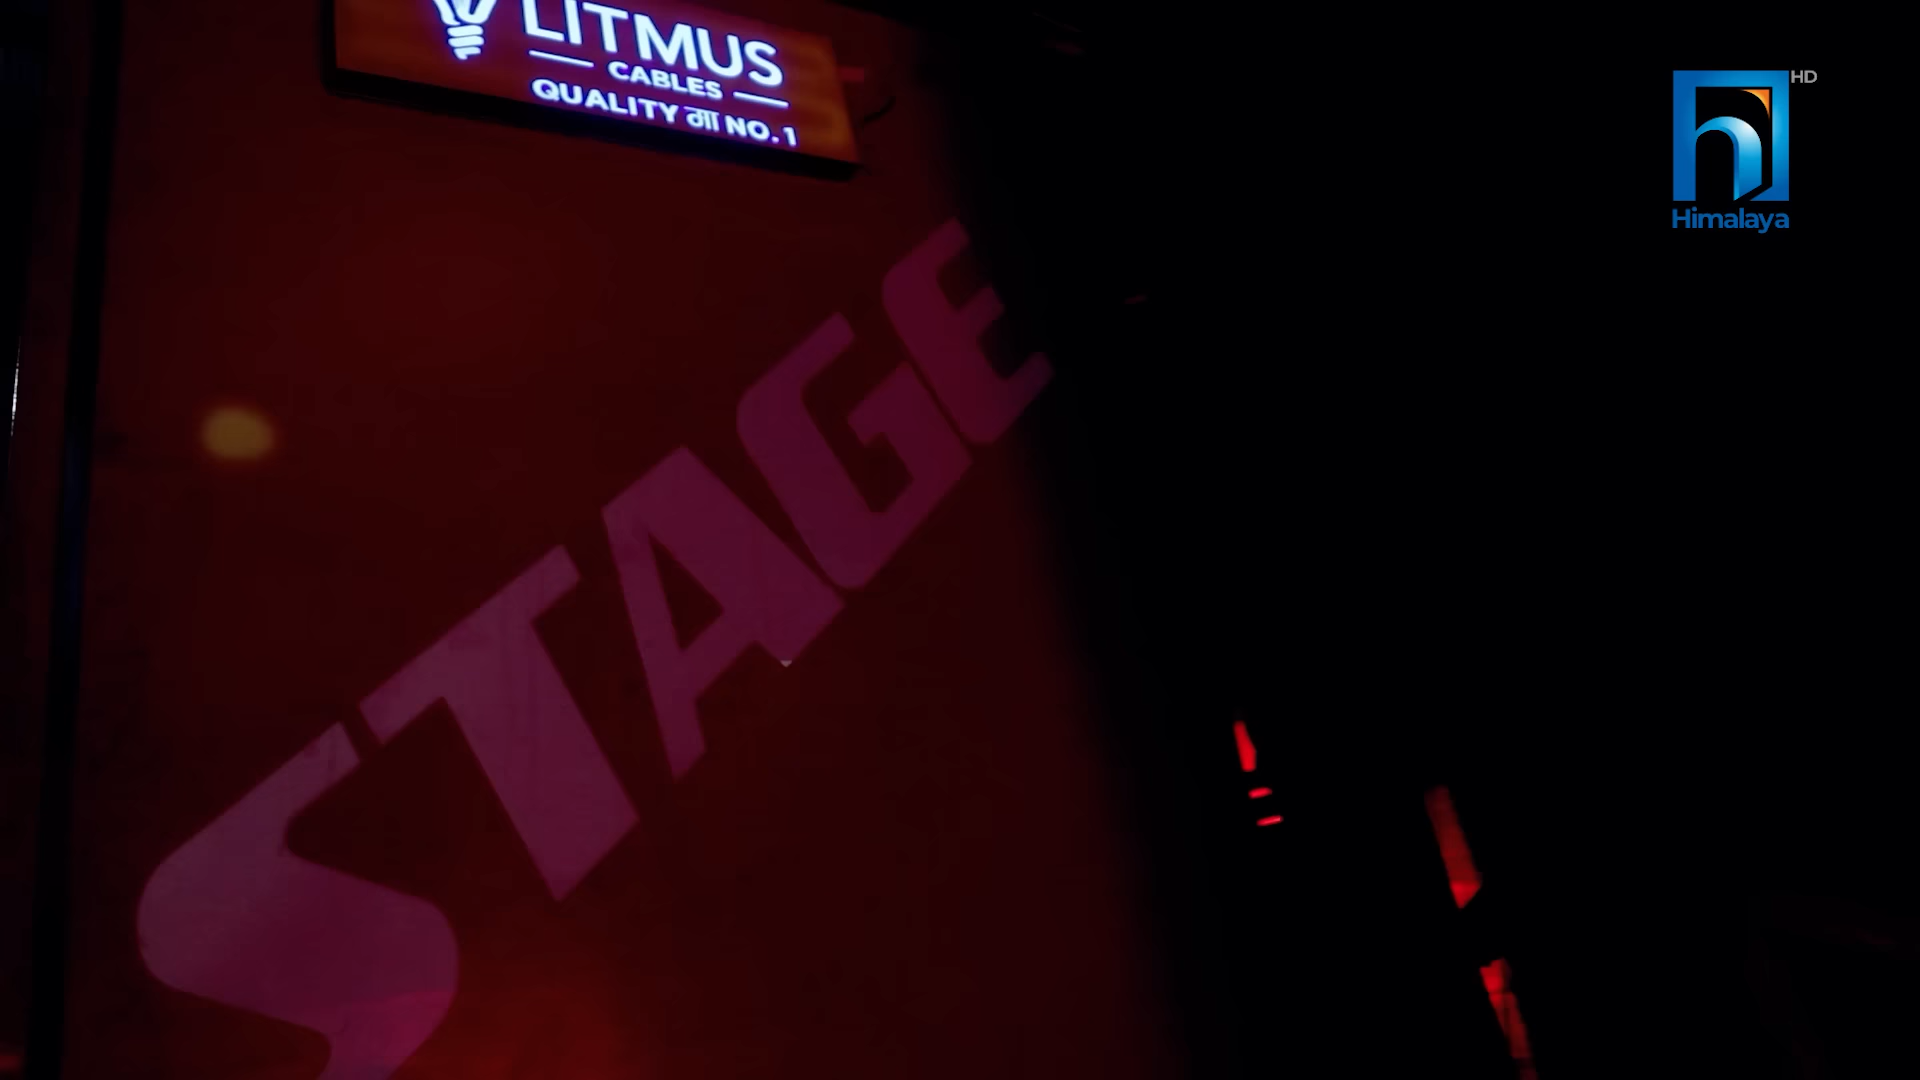 LITMUS
CABLES
QUALITY मा NO.1
HD
Himalaya
STAGE